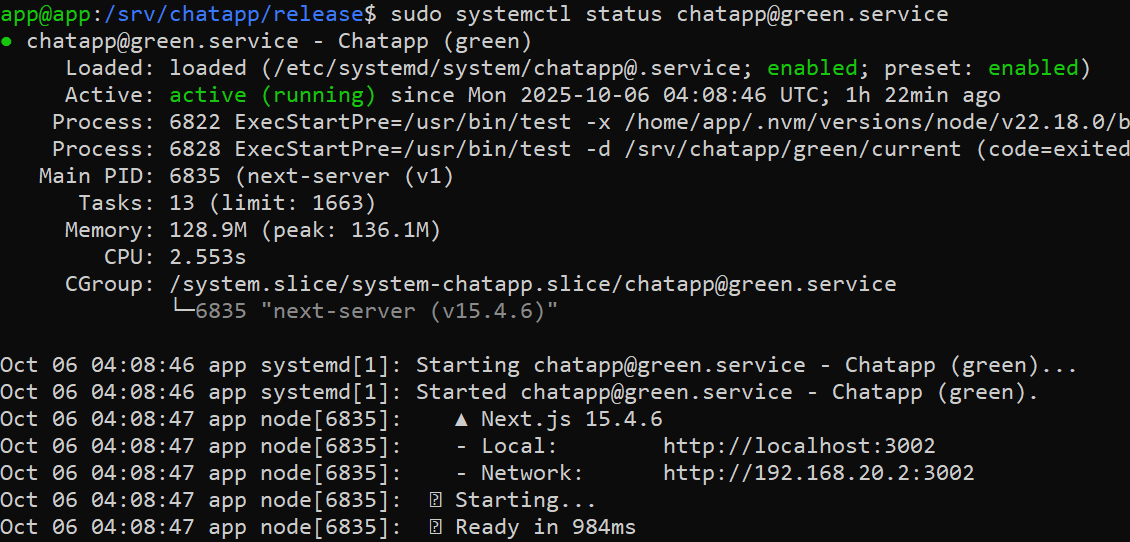 app@app:/srv/chatapp/release$ sudo systemctl status chatapp@green.service
● chatapp@green.service - Chatapp (green)
Loaded: loaded (/etc/systemd/system/chatapp@.service; enabled; preset: enabled)
Active: active (running) since Mon 2025-10-06 04:08:46 UTC; 1h 22min ago
Process: 6822 ExecStartPre=/usr/bin/test -x /home/app/.nvm/versions/node/v22.18.0/b
Process: 6828 ExecStartPre=/usr/bin/test -d /srv/chatapp/green/current (code=exited
Main PID: 6835 (next-server (v1)
Tasks: 13 (limit: 1663)
Memory: 128.9M (peak: 136.1M)
CPU: 2.553s
CGroup: /system.slice/system-chatapp.slice/chatapp@green.service
└─6835 "next-server (v15.4.6)"
Oct 06 04:08:46 app systemd[1]: Starting chatapp@green.service - Chatapp (green)...
Oct 06 04:08:46 app systemd[1]: Started chatapp@green.service - Chatapp (green).
Oct 06 04:08:47 app node[6835]: ▲ Next.js 15.4.6
Oct 06 04:08:47 app node[6835]: - Local: http://localhost:3002
Oct 06 04:08:47 app node[6835]: - Network: http://192.168.20.2:3002
Oct 06 04:08:47 app node[6835]: Starting...
Oct 06 04:08:47 app node[6835]: Ready in 984ms